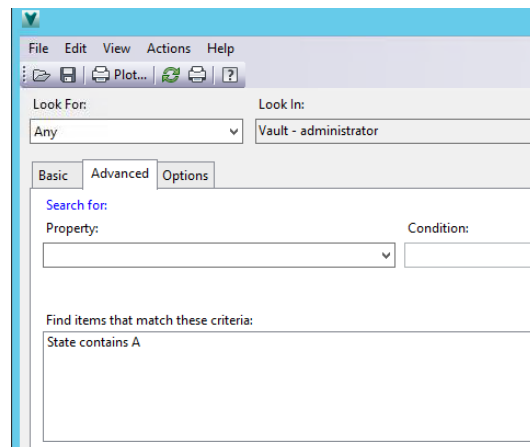 File Edit View Actions Help
Plot... ?
Look For: Look In:
Any Vault - administrator
Basic Advanced Options
Search for:
Property: Condition:
Find items that match these criteria:
State contains A